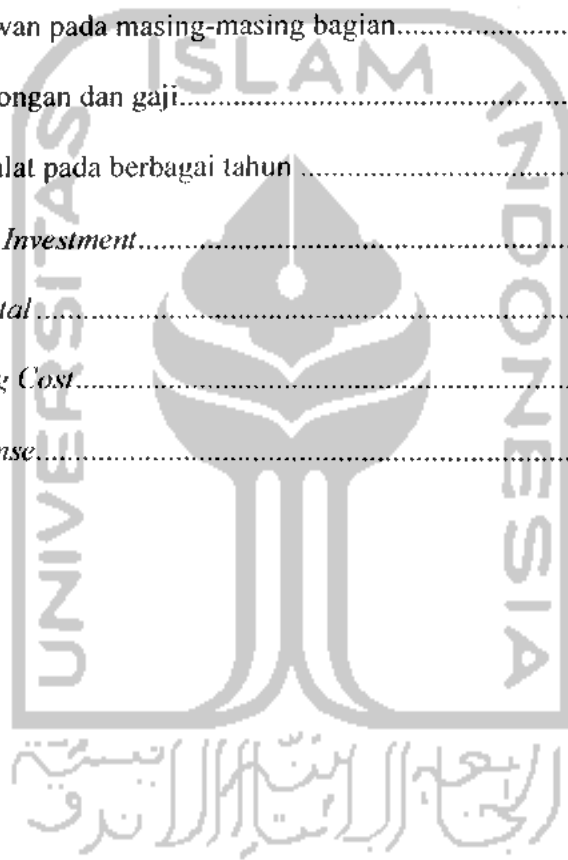 wan pada masing-masing bagian
ISLAM
ongan dan gaji
alat pada berbagai tahun
Investment
tal
g Cost
nse
UNIVERSITAS
INDONESIA